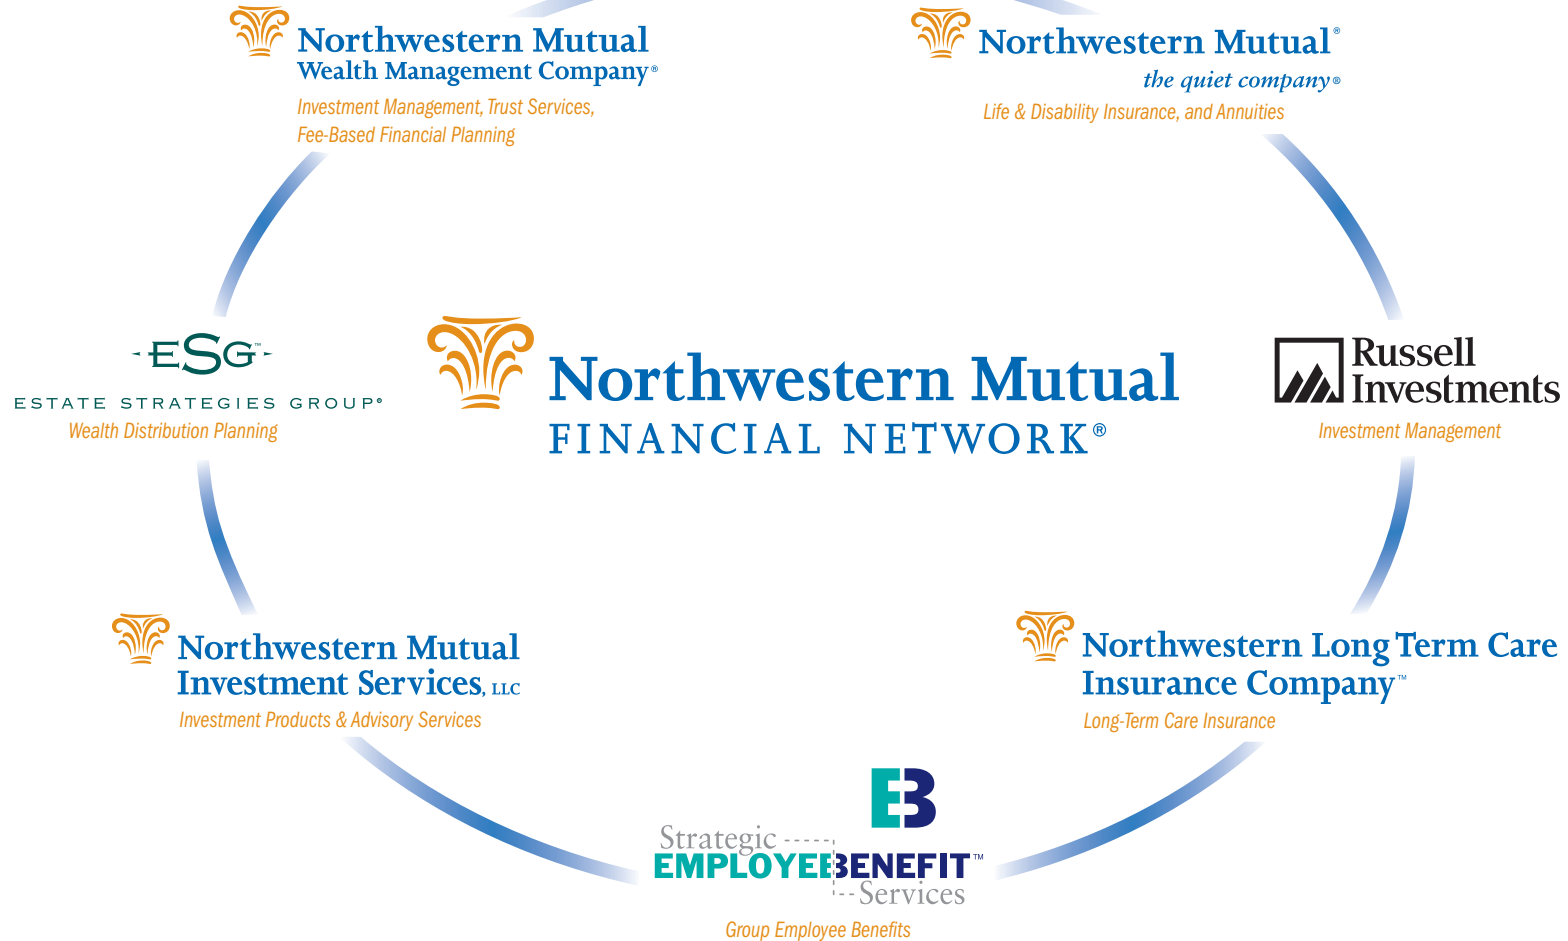 Northwestern Mutual
Wealth Management Company®
Investment Management, Trust Services,
Fee-Based Financial Planning
Northwestern Mutual®
the quiet company®
Life & Disability Insurance, and Annuities
ESG™
ESTATE STRATEGIES GROUP®
Wealth Distribution Planning
Northwestern Mutual
FINANCIAL NETWORK®
Russell
Investments
Investment Management
Northwestern Mutual
Investment Services, LLC
Investment Products & Advisory Services
Northwestern Long Term Care
Insurance Company™
Long-Term Care Insurance
EB
Strategic
EMPLOYEEBENEFIT™
Services
Group Employee Benefits